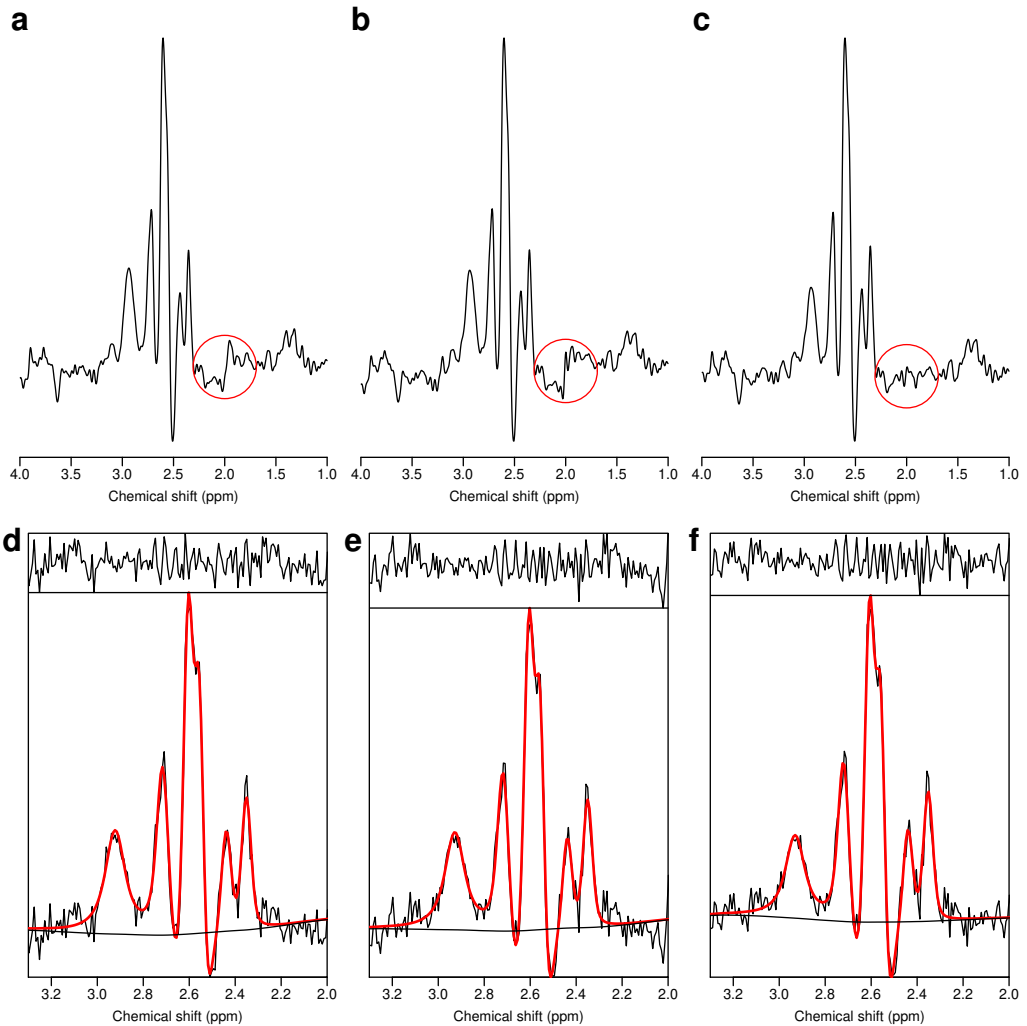 a b c
4.0 3.5 3.0 2.5 2.0 1.5 1.0 4.0 3.5 3.0 2.5 2.0 1.5 1.0 4.0 3.5 3.0 2.5 2.0 1.5 1.0
Chemical shift (ppm) Chemical shift (ppm) Chemical shift (ppm)
d e f
3.2 3.0 2.8 2.6 2.4 2.2 2.0 3.2 3.0 2.8 2.6 2.4 2.2 2.0 3.2 3.0 2.8 2.6 2.4 2.2 2.0
Chemical shift (ppm) Chemical shift (ppm) Chemical shift (ppm)